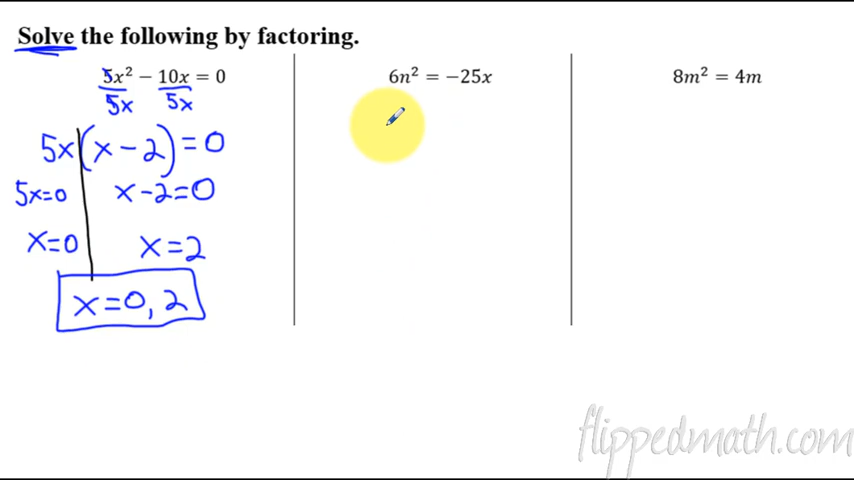 Solve the following by factoring.
5x² − 10x = 0
5x 5x
5x(x − 2) = 0
5x=0 x−2=0
x=0 x=2
x=0, 2
6n² = −25x
8m² = 4m
flippedmath.com